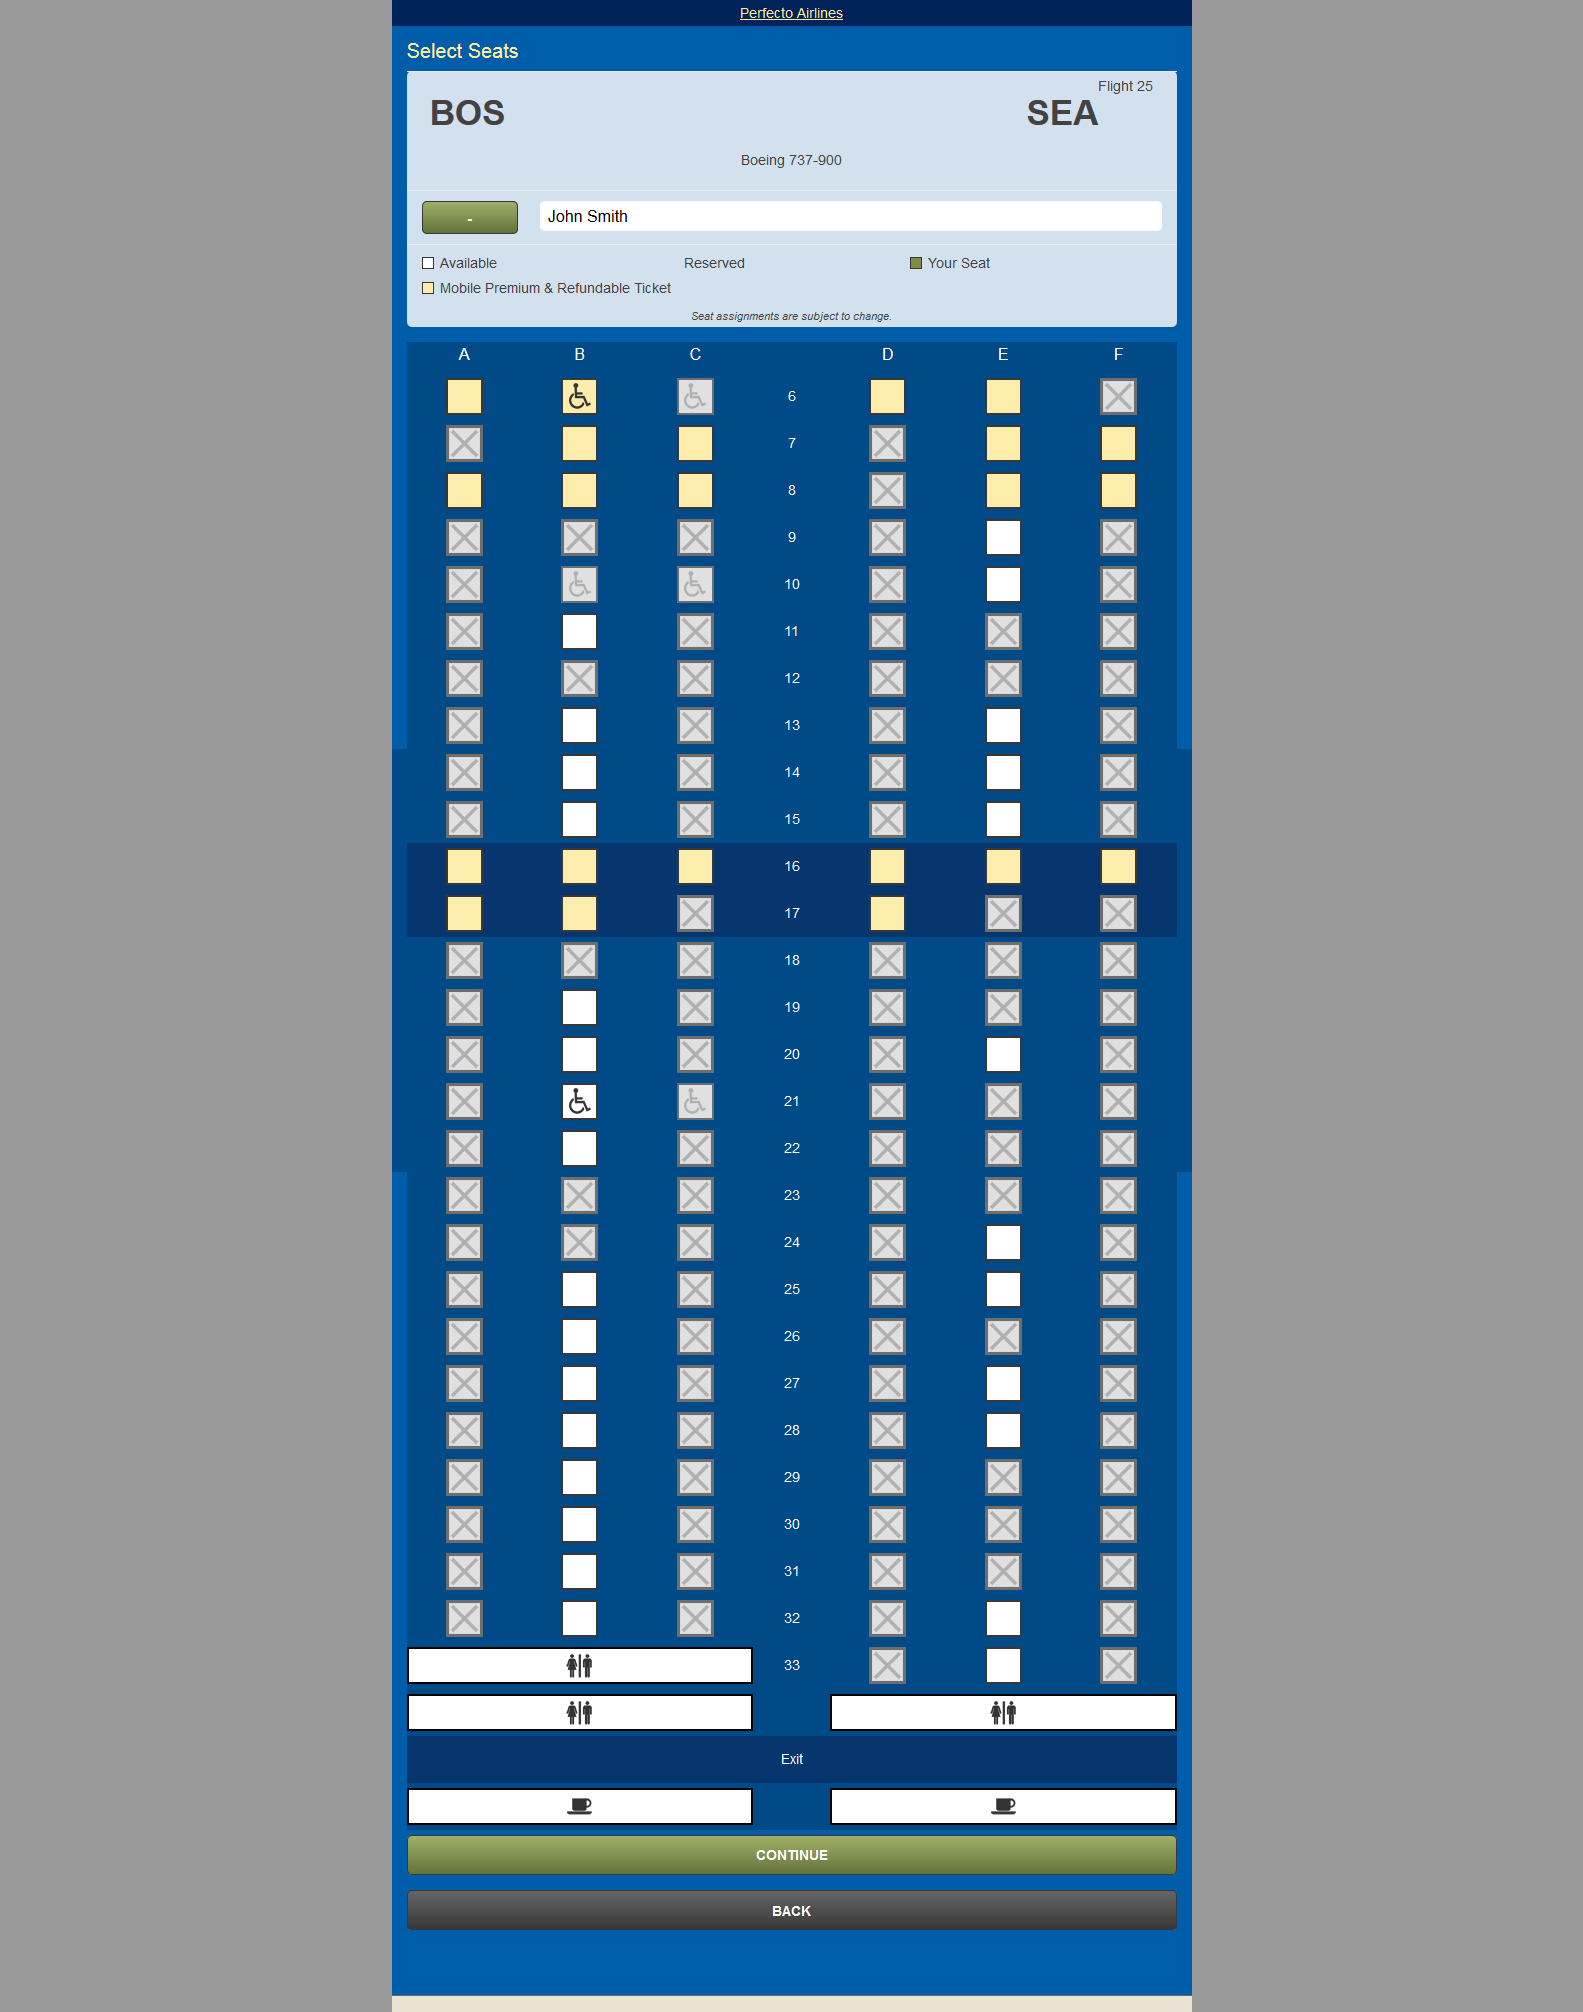 Perfecto Airlines
Select Seats
Flight 25
BOS SEA
Boeing 737-900
- John Smith
Available Reserved Your Seat
Mobile Premium & Refundable Ticket
Seat assignments are subject to change.
A B C D E F
6
7
8
9
10
11
12
13
14
15
16
17
18
19
20
21
22
23
24
25
26
27
28
29
30
31
32
33
Exit
CONTINUE
BACK